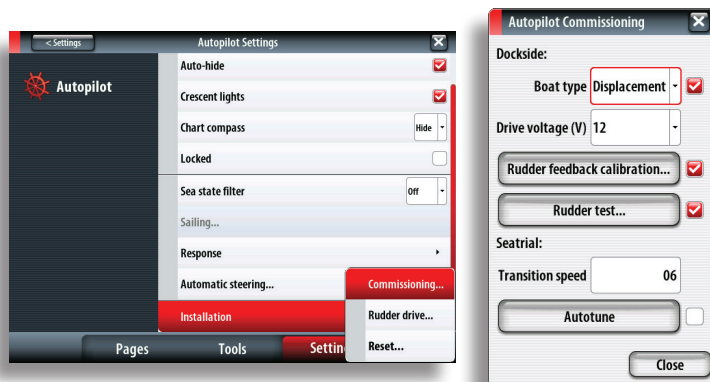 < Settings
Autopilot Settings
Autopilot
Auto-hide
Crescent lights
Chart compass Hide
Locked
Sea state filter Off
Sailing...
Response
Automatic steering...
Installation
Commissioning...
Rudder drive...
Reset...
Pages Tools Settin
Autopilot Commissioning
Dockside:
Boat type Displacement
Drive voltage (V) 12
Rudder feedback calibration...
Rudder test...
Seatrial:
Transition speed 06
Autotune
Close